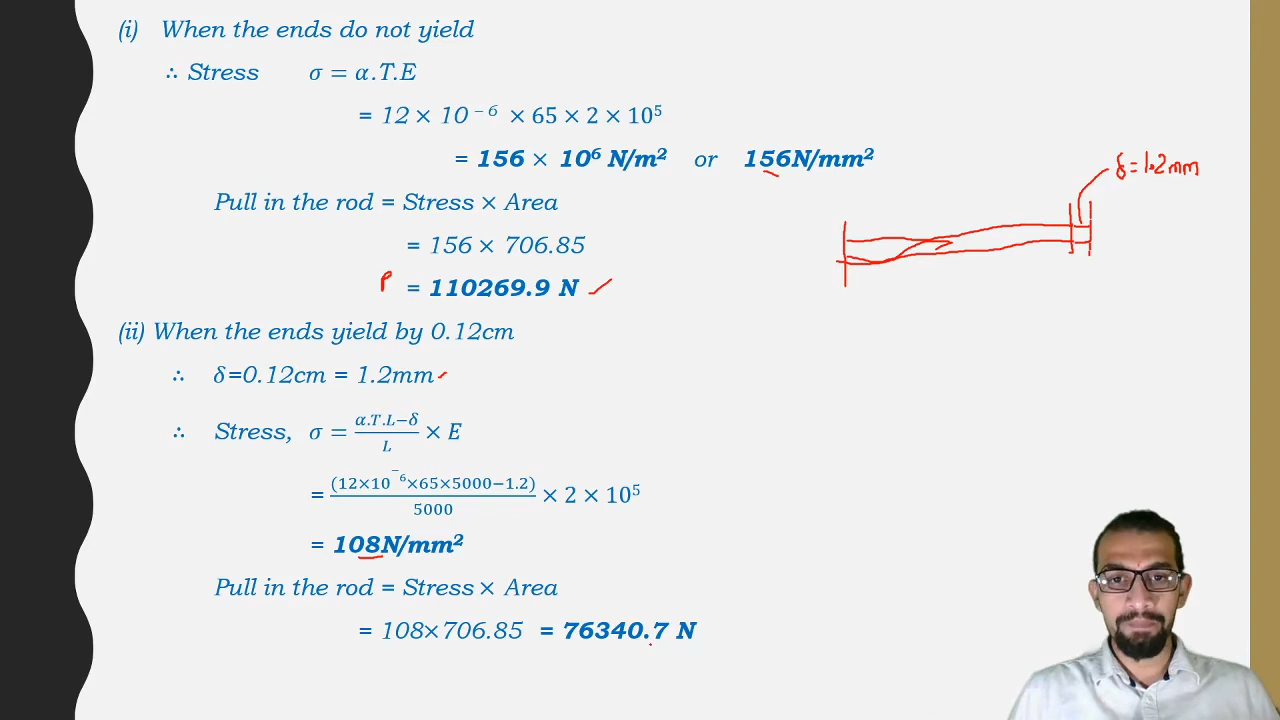 (i) When the ends do not yield
∴ Stress σ = α.T.E
= 12 × 10⁻⁶ × 65 × 2 × 10⁵
= 156 × 10⁶ N/m² or 156N/mm²
δ=1.2mm
Pull in the rod = Stress × Area
= 156 × 706.85
P = 110269.9 N ✓
(ii) When the ends yield by 0.12cm
∴ δ=0.12cm = 1.2mm
∴ Stress, σ = (α.T.L−δ)/L × E
= (12×10⁻⁶×65×5000−1.2)/5000 × 2 × 10⁵
= 108N/mm²
Pull in the rod = Stress × Area
= 108×706.85 = 76340.7 N